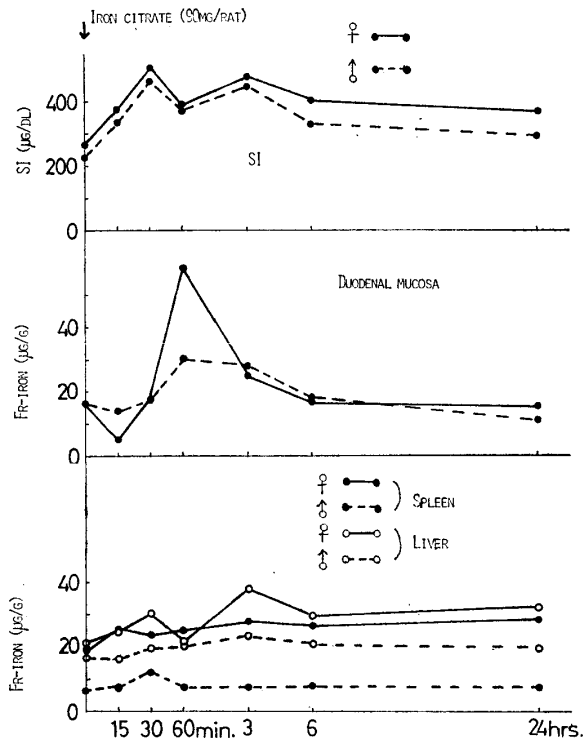 ↓ IRON CITRATE (90MG/RAT)
♀
♂
SI (µG/DL)
400
200
0
SI
DUODENAL MUCOSA
FR-IRON (µG/G)
40
20
0
♀
♂
SPLEEN
♀
♂
LIVER
FR-IRON (µG/G)
40
20
0
15 30 60min. 3 6 24hrs.